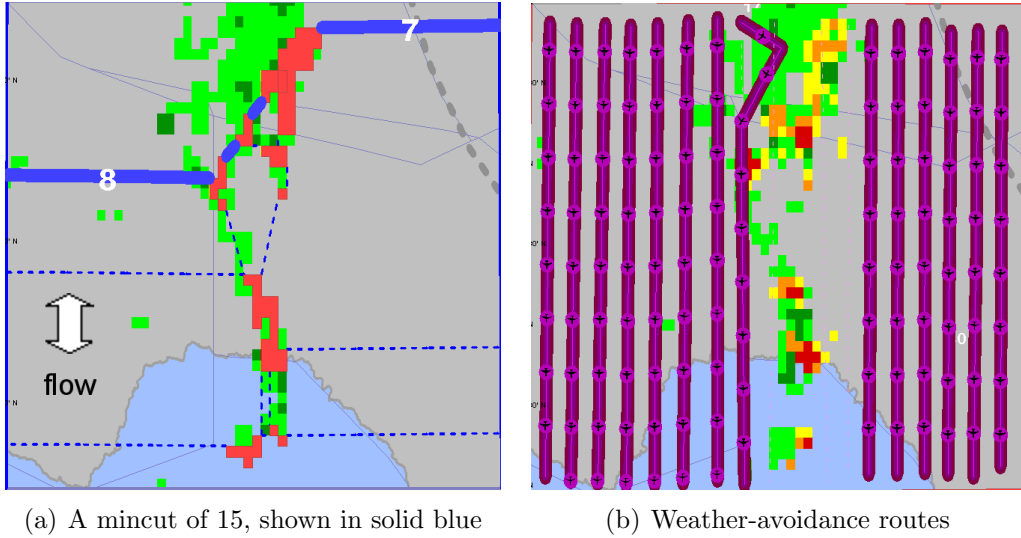 7
8
flow
0'
(a) A mincut of 15, shown in solid blue
(b) Weather-avoidance routes